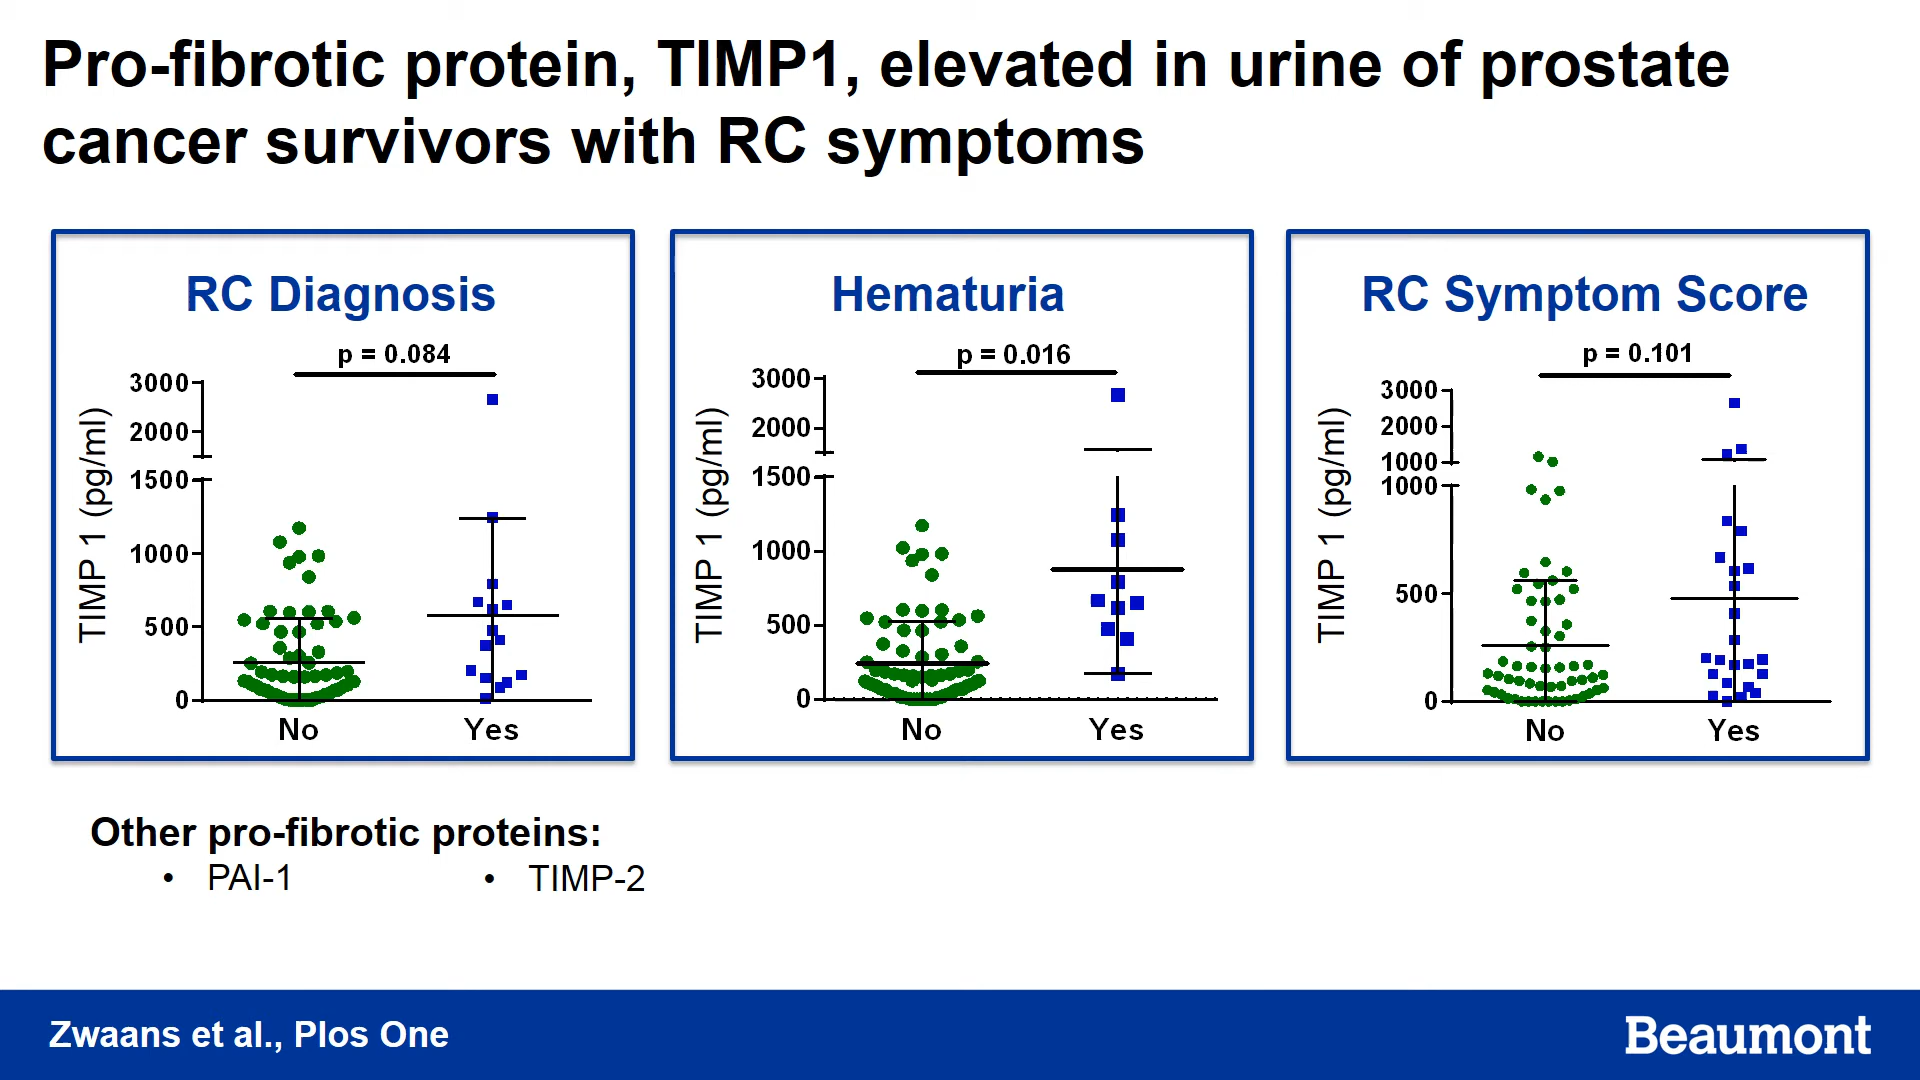 Pro-fibrotic protein, TIMP1, elevated in urine of prostate
cancer survivors with RC symptoms
RC Diagnosis
p = 0.084
TIMP 1 (pg/ml)
3000
2000
1500
1000
500
0
No
Yes
Hematuria
p = 0.016
TIMP 1 (pg/ml)
3000
2000
1500
1000
500
0
No
Yes
RC Symptom Score
p = 0.101
TIMP 1 (pg/ml)
3000
2000
1000
1000
500
0
No
Yes
Other pro-fibrotic proteins:
• PAI-1
• TIMP-2
Zwaans et al., Plos One
Beaumont